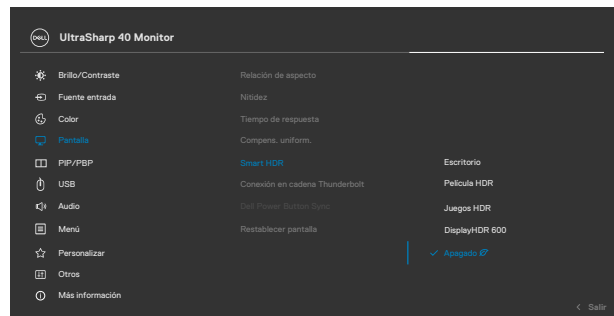 DELL UltraSharp 40 Monitor
Brillo/Contraste
Fuente entrada
Color
Pantalla
PIP/PBP
USB
Audio
Menú
Personalizar
Otros
Más información
Relación de aspecto
Nitidez
Tiempo de respuesta
Compens. uniform.
Smart HDR
Conexión en cadena Thunderbolt
Dell Power Button Sync
Restablecer pantalla
Escritorio
Película HDR
Juegos HDR
DisplayHDR 600
Apagado
Salir